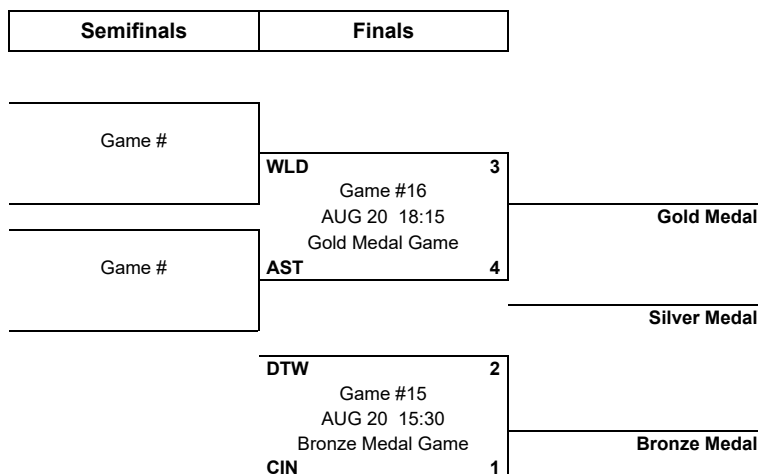 Semifinals Finals
Game #
WLD 3
Game #16
AUG 20 18:15
Gold Medal
Gold Medal Game
Game #
AST 4
Silver Medal
DTW 2
Game #15
AUG 20 15:30
Bronze Medal Game
Bronze Medal
CIN 1